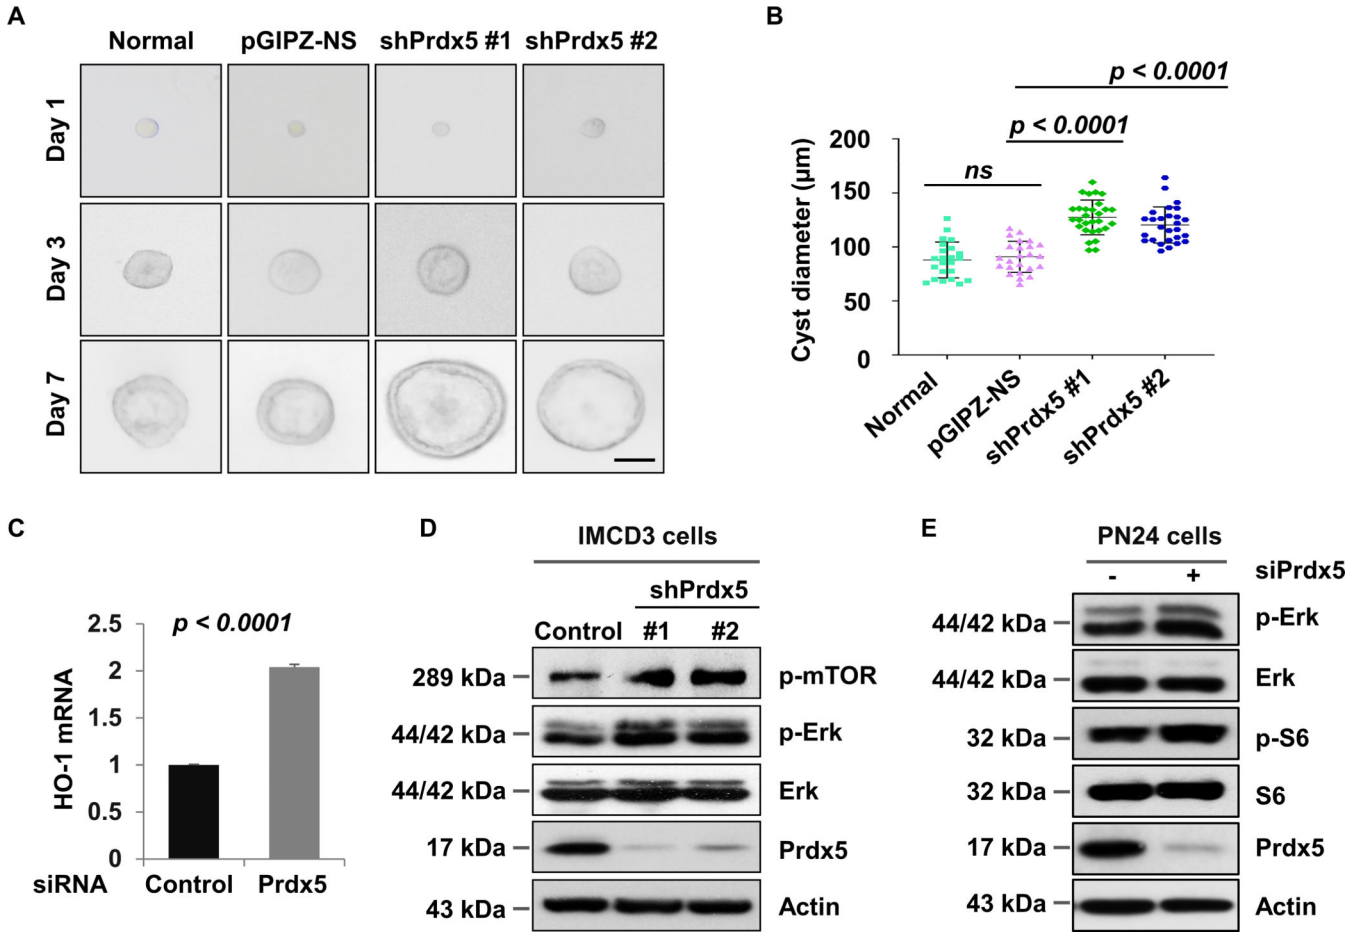 A
Normal pGIPZ-NS shPrdx5 #1 shPrdx5 #2
Day 1
Day 3
Day 7
B
p < 0.0001
p < 0.0001
ns
Cyst diameter (μm)
200
150
100
50
0
Normal
pGIPZ-NS
shPrdx5 #1
shPrdx5 #2
C
p < 0.0001
HO-1 mRNA
2.5
2
1.5
1
0.5
0
siRNA Control Prdx5
D
IMCD3 cells
shPrdx5
Control #1 #2
289 kDa p-mTOR
44/42 kDa p-Erk
44/42 kDa Erk
17 kDa Prdx5
43 kDa Actin
E
PN24 cells
- + siPrdx5
44/42 kDa p-Erk
44/42 kDa Erk
32 kDa p-S6
32 kDa S6
17 kDa Prdx5
43 kDa Actin